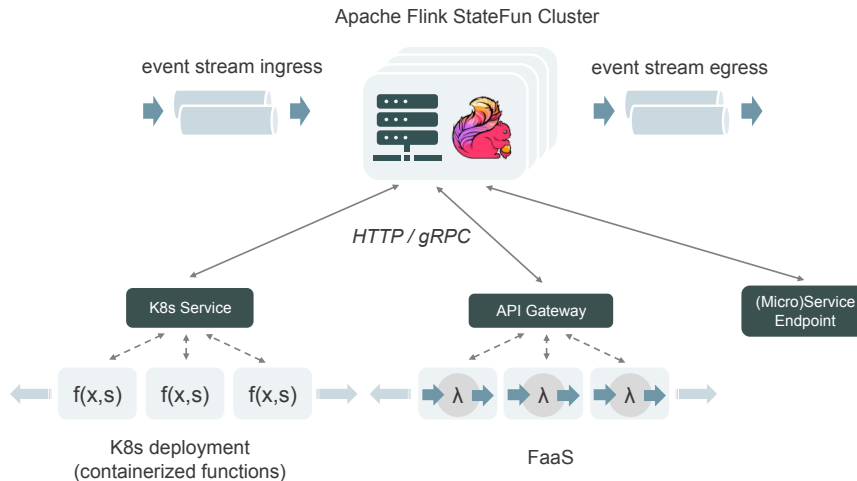 Apache Flink StateFun Cluster
event stream ingress
event stream egress
HTTP / gRPC
K8s Service
API Gateway
(Micro)Service
Endpoint
f(x,s)
f(x,s)
f(x,s)
λ
λ
λ
K8s deployment
(containerized functions)
FaaS